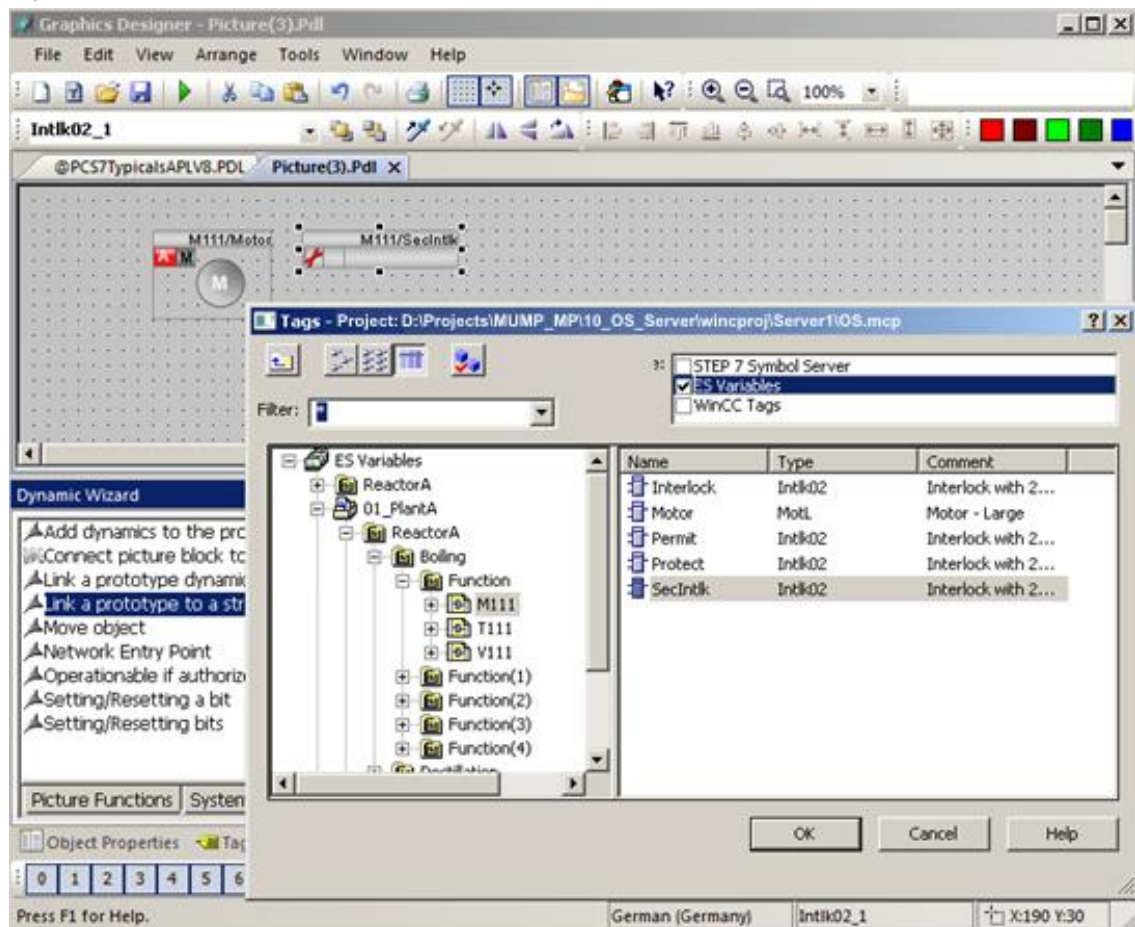 Graphics Designer - Picture(3).Pdl
File Edit View Arrange Tools Window Help
100%
Intlk02_1
@PCS7TypicalsAPLV8.PDL Picture(3).Pdl X
M111/Motor M111/SecIntlk
M
M
Tags - Project: D:\Projects\MUMP_MP\10_OS_Server\wincproj\Server1\OS.mcp
STEP 7 Symbol Server
ES Variables
WinCC Tags
Filter: *
ES Variables
ReactorA
01_PlantA
ReactorA
Boiling
Function
M111
T111
V111
Function(1)
Function(2)
Function(3)
Function(4)
Name Type Comment
Interlock Intlk02 Interlock with 2...
Motor MotL Motor - Large
Permit Intlk02 Interlock with 2...
Protect Intlk02 Interlock with 2...
SecIntlk Intlk02 Interlock with 2...
OK Cancel Help
Dynamic Wizard
Add dynamics to the pro
Connect picture block to
Link a prototype dynamic
Link a prototype to a str
Move object
Network Entry Point
Operationable if authoriz
Setting/Resetting a bit
Setting/Resetting bits
Picture Functions System
Object Properties Tag
0 1 2 3 4 5 6
Press F1 for Help. German (Germany) Intlk02_1 X:190 Y:30